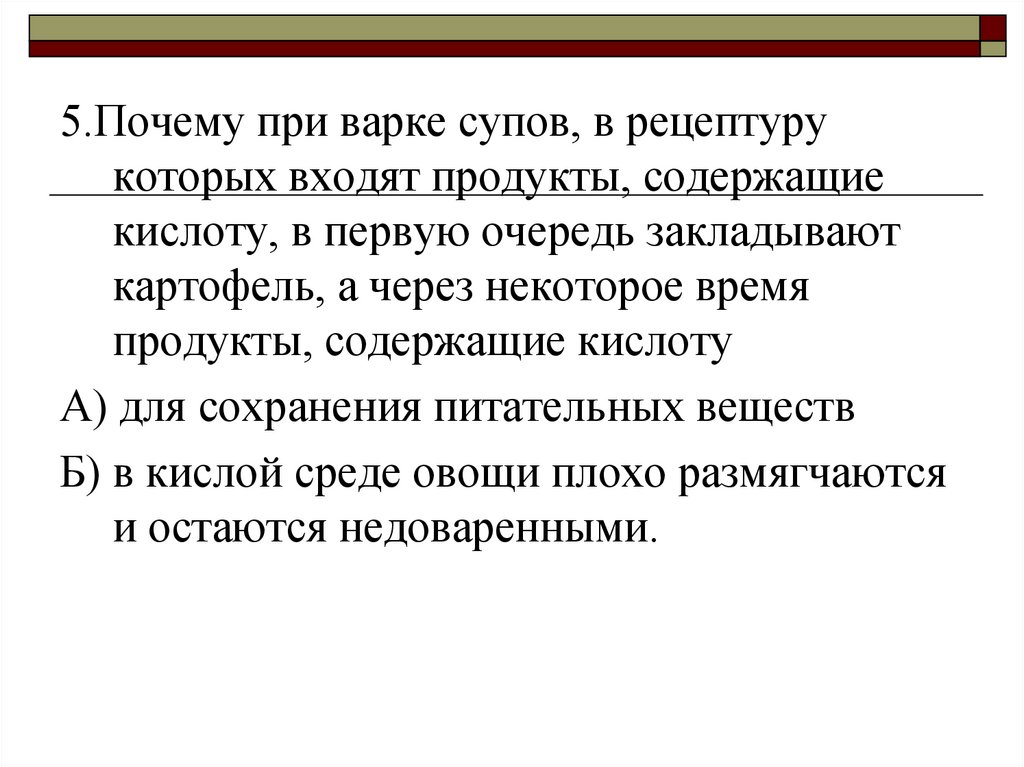 5.Почему при варке супов, в рецептуру
которых входят продукты, содержащие
кислоту, в первую очередь закладывают
картофель, а через некоторое время
продукты, содержащие кислоту
А) для сохранения питательных веществ
Б) в кислой среде овощи плохо размягчаются
и остаются недоваренными.